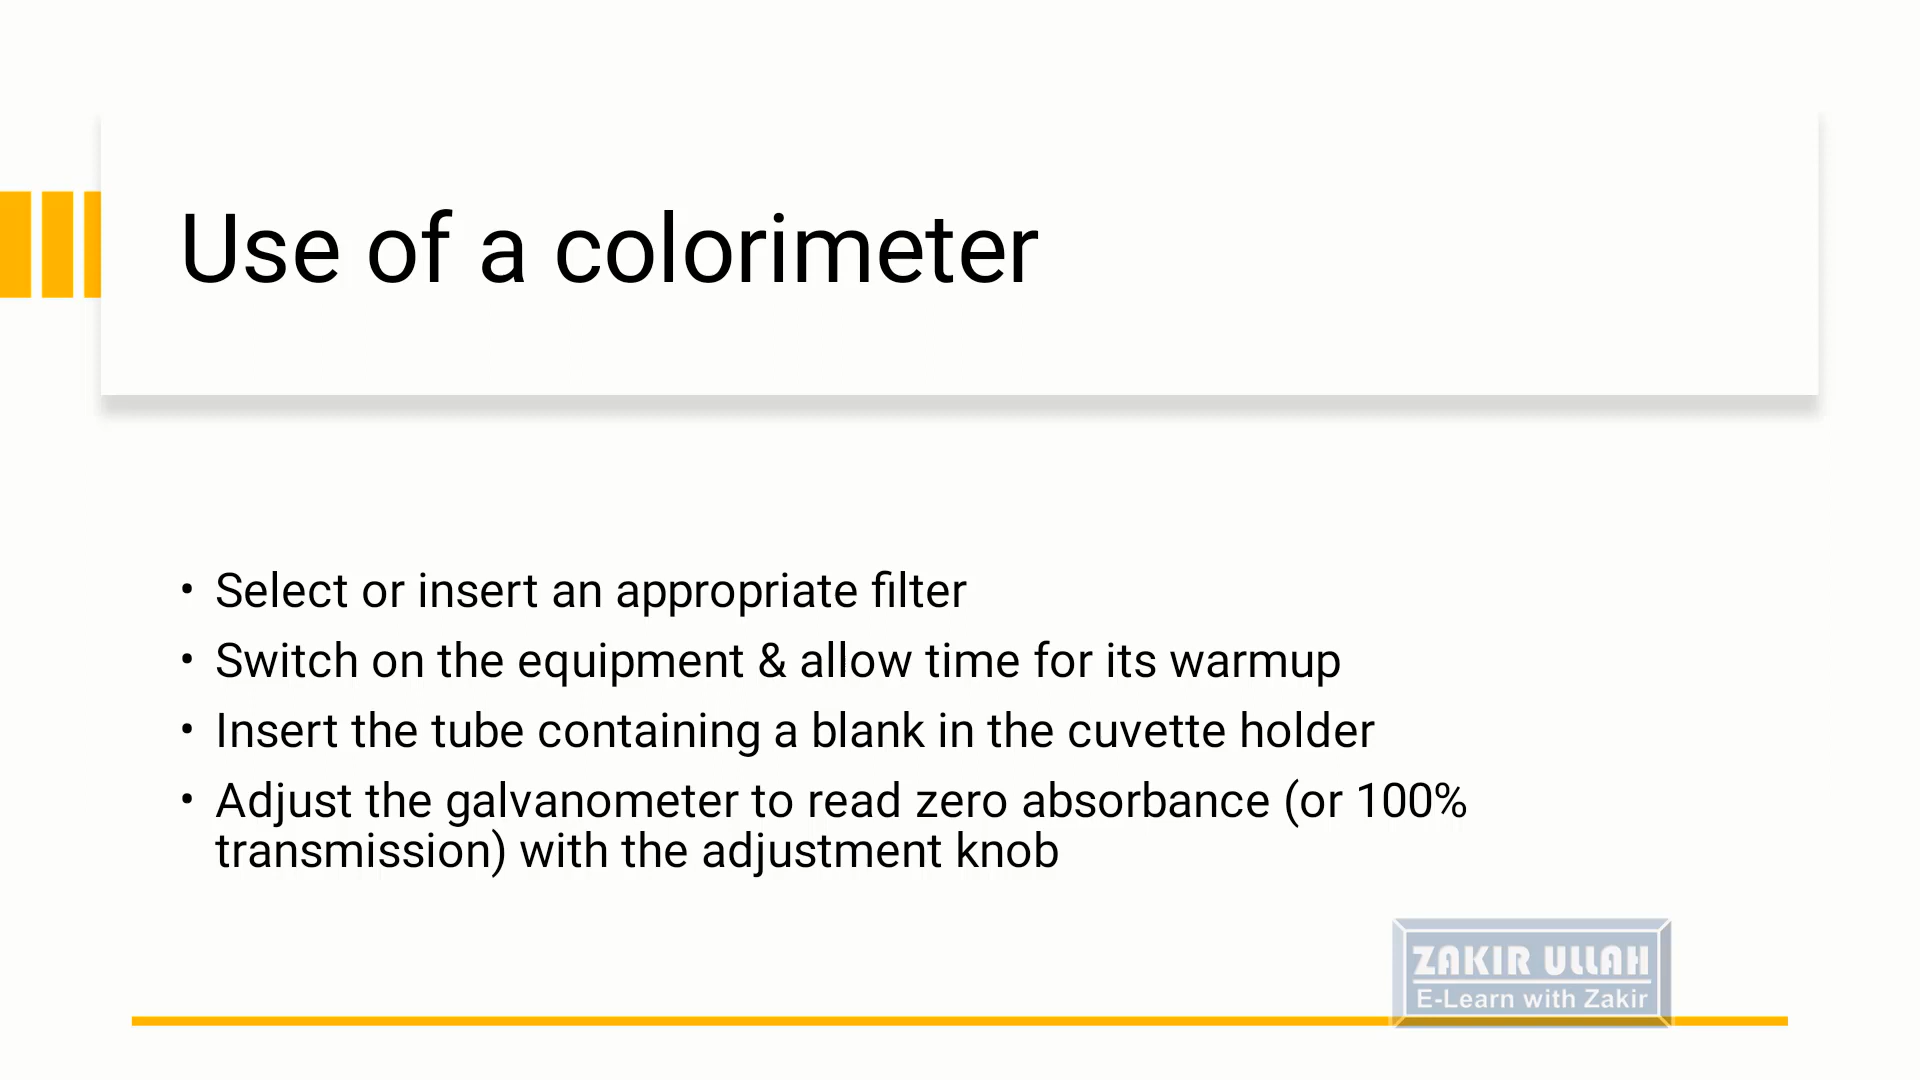 Use of a colorimeter
• Select or insert an appropriate filter
• Switch on the equipment & allow time for its warmup
• Insert the tube containing a blank in the cuvette holder
• Adjust the galvanometer to read zero absorbance (or 100%
transmission) with the adjustment knob
ZAKIR ULLAH
E-Learn with Zakir